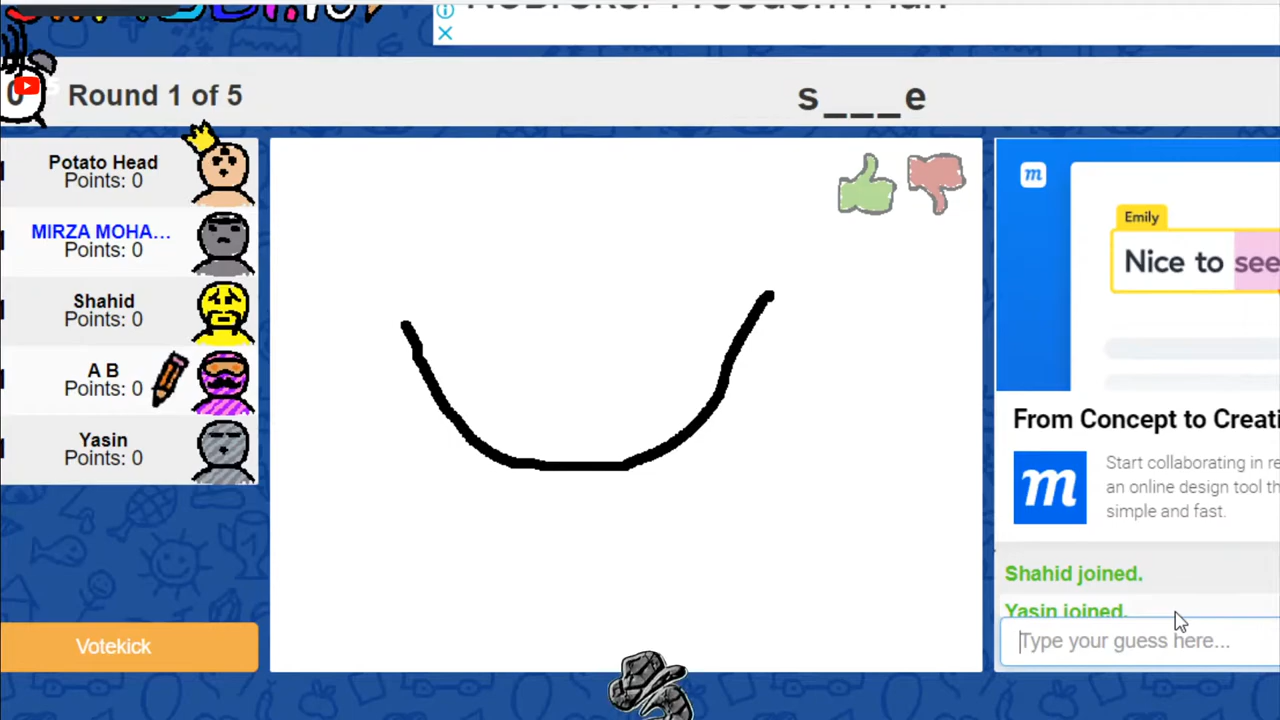 0 Round 1 of 5
s___e
Potato Head
Points: 0
MIRZA MOHA...
Points: 0
Shahid
Points: 0
A B
Points: 0
Yasin
Points: 0
Votekick
m
Emily
Nice to see
From Concept to Creati
m
Start collaborating in re
an online design tool th
simple and fast.
Shahid joined.
Yasin joined.
Type your guess here...